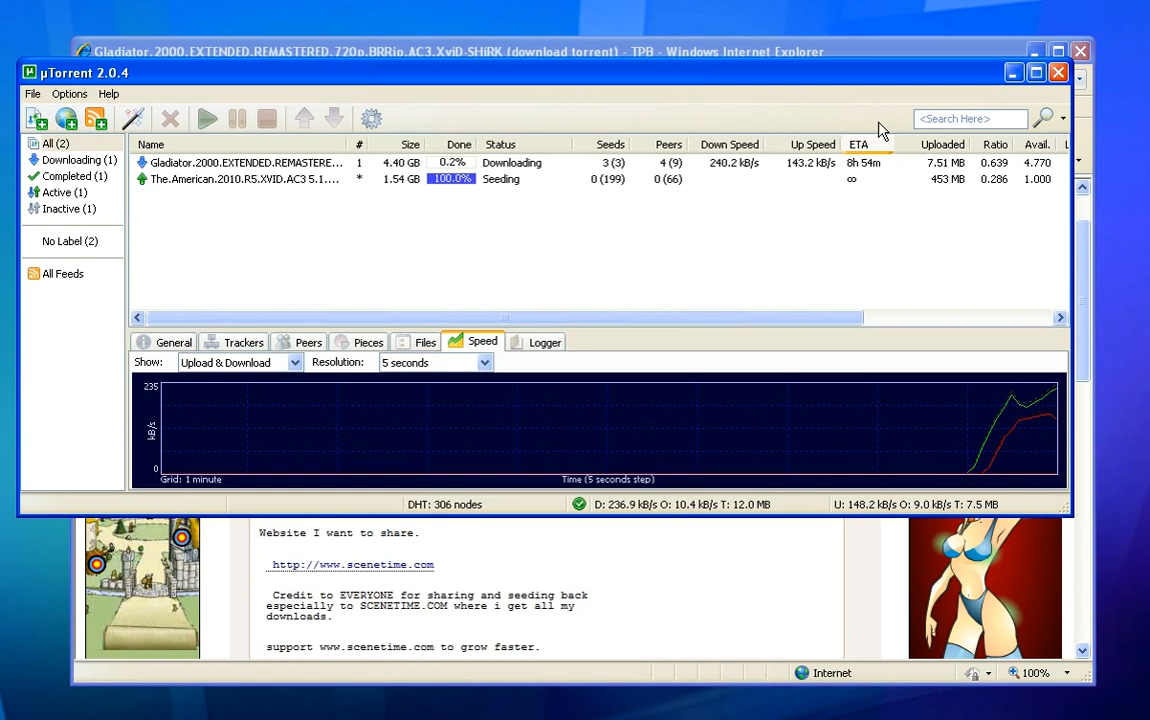 Gladiator.2000.EXTENDED.REMASTERED.720p.BRRip.AC3.XviD-SHiRK (download torrent) - TPB - Windows Internet Explorer
µTorrent 2.0.4
File Options Help
<Search Here>
All (2)
Downloading (1)
Completed (1)
Active (1)
Inactive (1)
No Label (2)
All Feeds
Name # Size Done Status Seeds Peers Down Speed Up Speed ETA Uploaded Ratio Avail. L
Gladiator.2000.EXTENDED.REMASTERE... 1 4.40 GB 0.2% Downloading 3 (3) 4 (9) 240.2 kB/s 143.2 kB/s 8h 54m 7.51 MB 0.639 4.770
The.American.2010.R5.XVID.AC3 5.1.... * 1.54 GB 100.0% Seeding 0 (199) 0 (66) ∞ 453 MB 0.286 1.000
General Trackers Peers Pieces Files Speed Logger
Show: Upload & Download Resolution: 5 seconds
235
kB/s
0
Grid: 1 minute Time (5 seconds step)
DHT: 306 nodes D: 236.9 kB/s O: 10.4 kB/s T: 12.0 MB U: 148.2 kB/s O: 9.0 kB/s T: 7.5 MB
Website I want to share.
http://www.scenetime.com
Credit to EVERYONE for sharing and seeding back
especially to SCENETIME.COM where i get all my
downloads.
support www.scenetime.com to grow faster.
Internet 100%